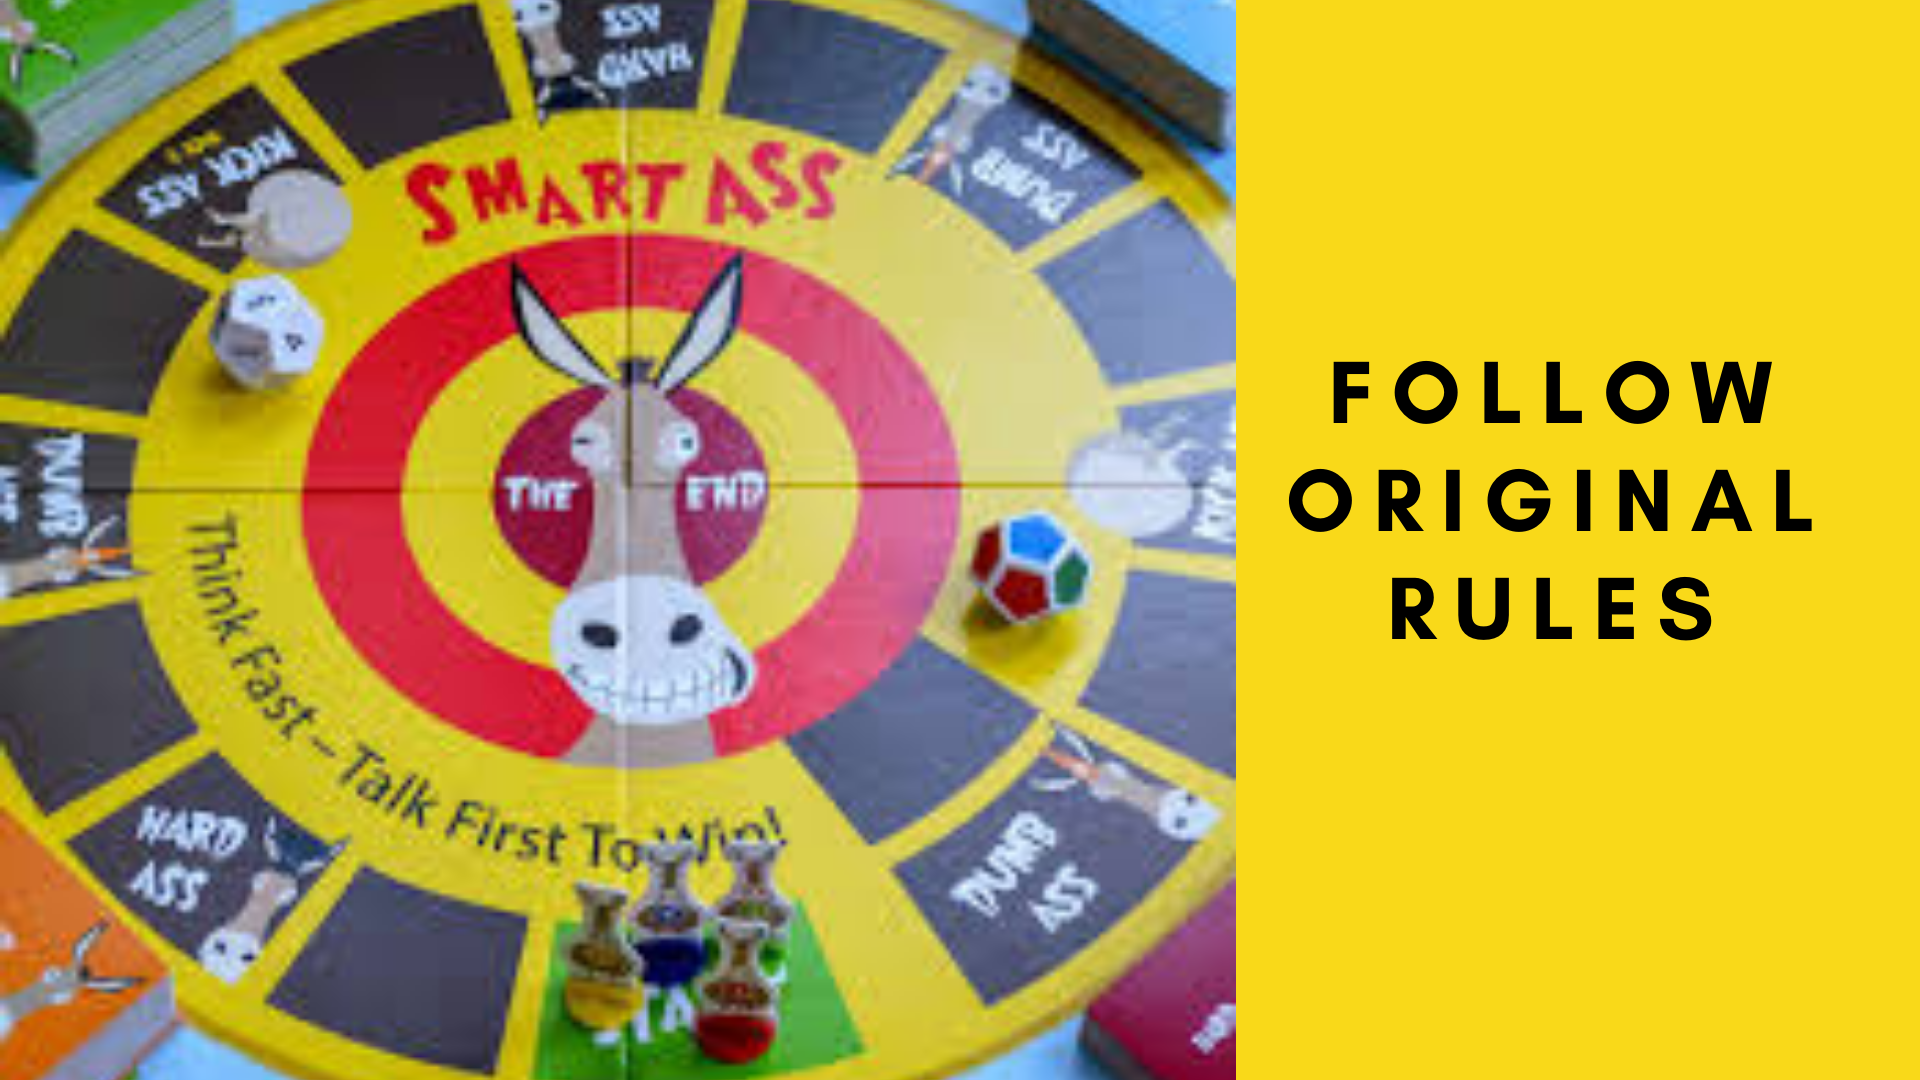 HARD
ASS
KICK
ASS
DUMB
ASS
SMART ASS
THE END
Think Fast – Talk First To Win!
HARD
ASS
DUMB
ASS
FOLLOW
ORIGINAL
RULES